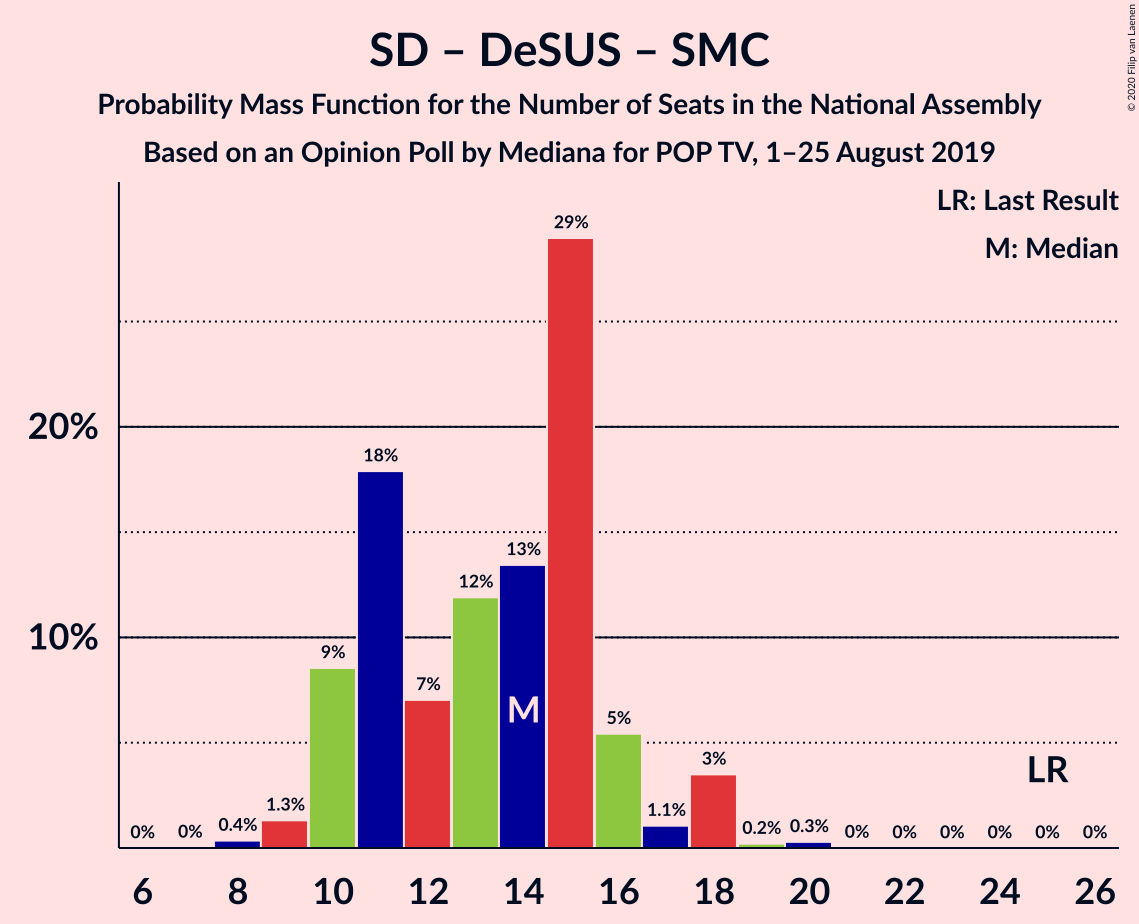 SD – DeSUS – SMC
Probability Mass Function for the Number of Seats in the National Assembly
Based on an Opinion Poll by Mediana for POP TV, 1–25 August 2019
© 2020 Filip van Laenen
LR: Last Result
M: Median
29%
20%
18%
13%
12%
10%
9%
7%
M
5%
3%
LR
1.3%
1.1%
0% 0% 0.4% 0.2% 0.3% 0% 0% 0% 0% 0% 0%
6 8 10 12 14 16 18 20 22 24 26